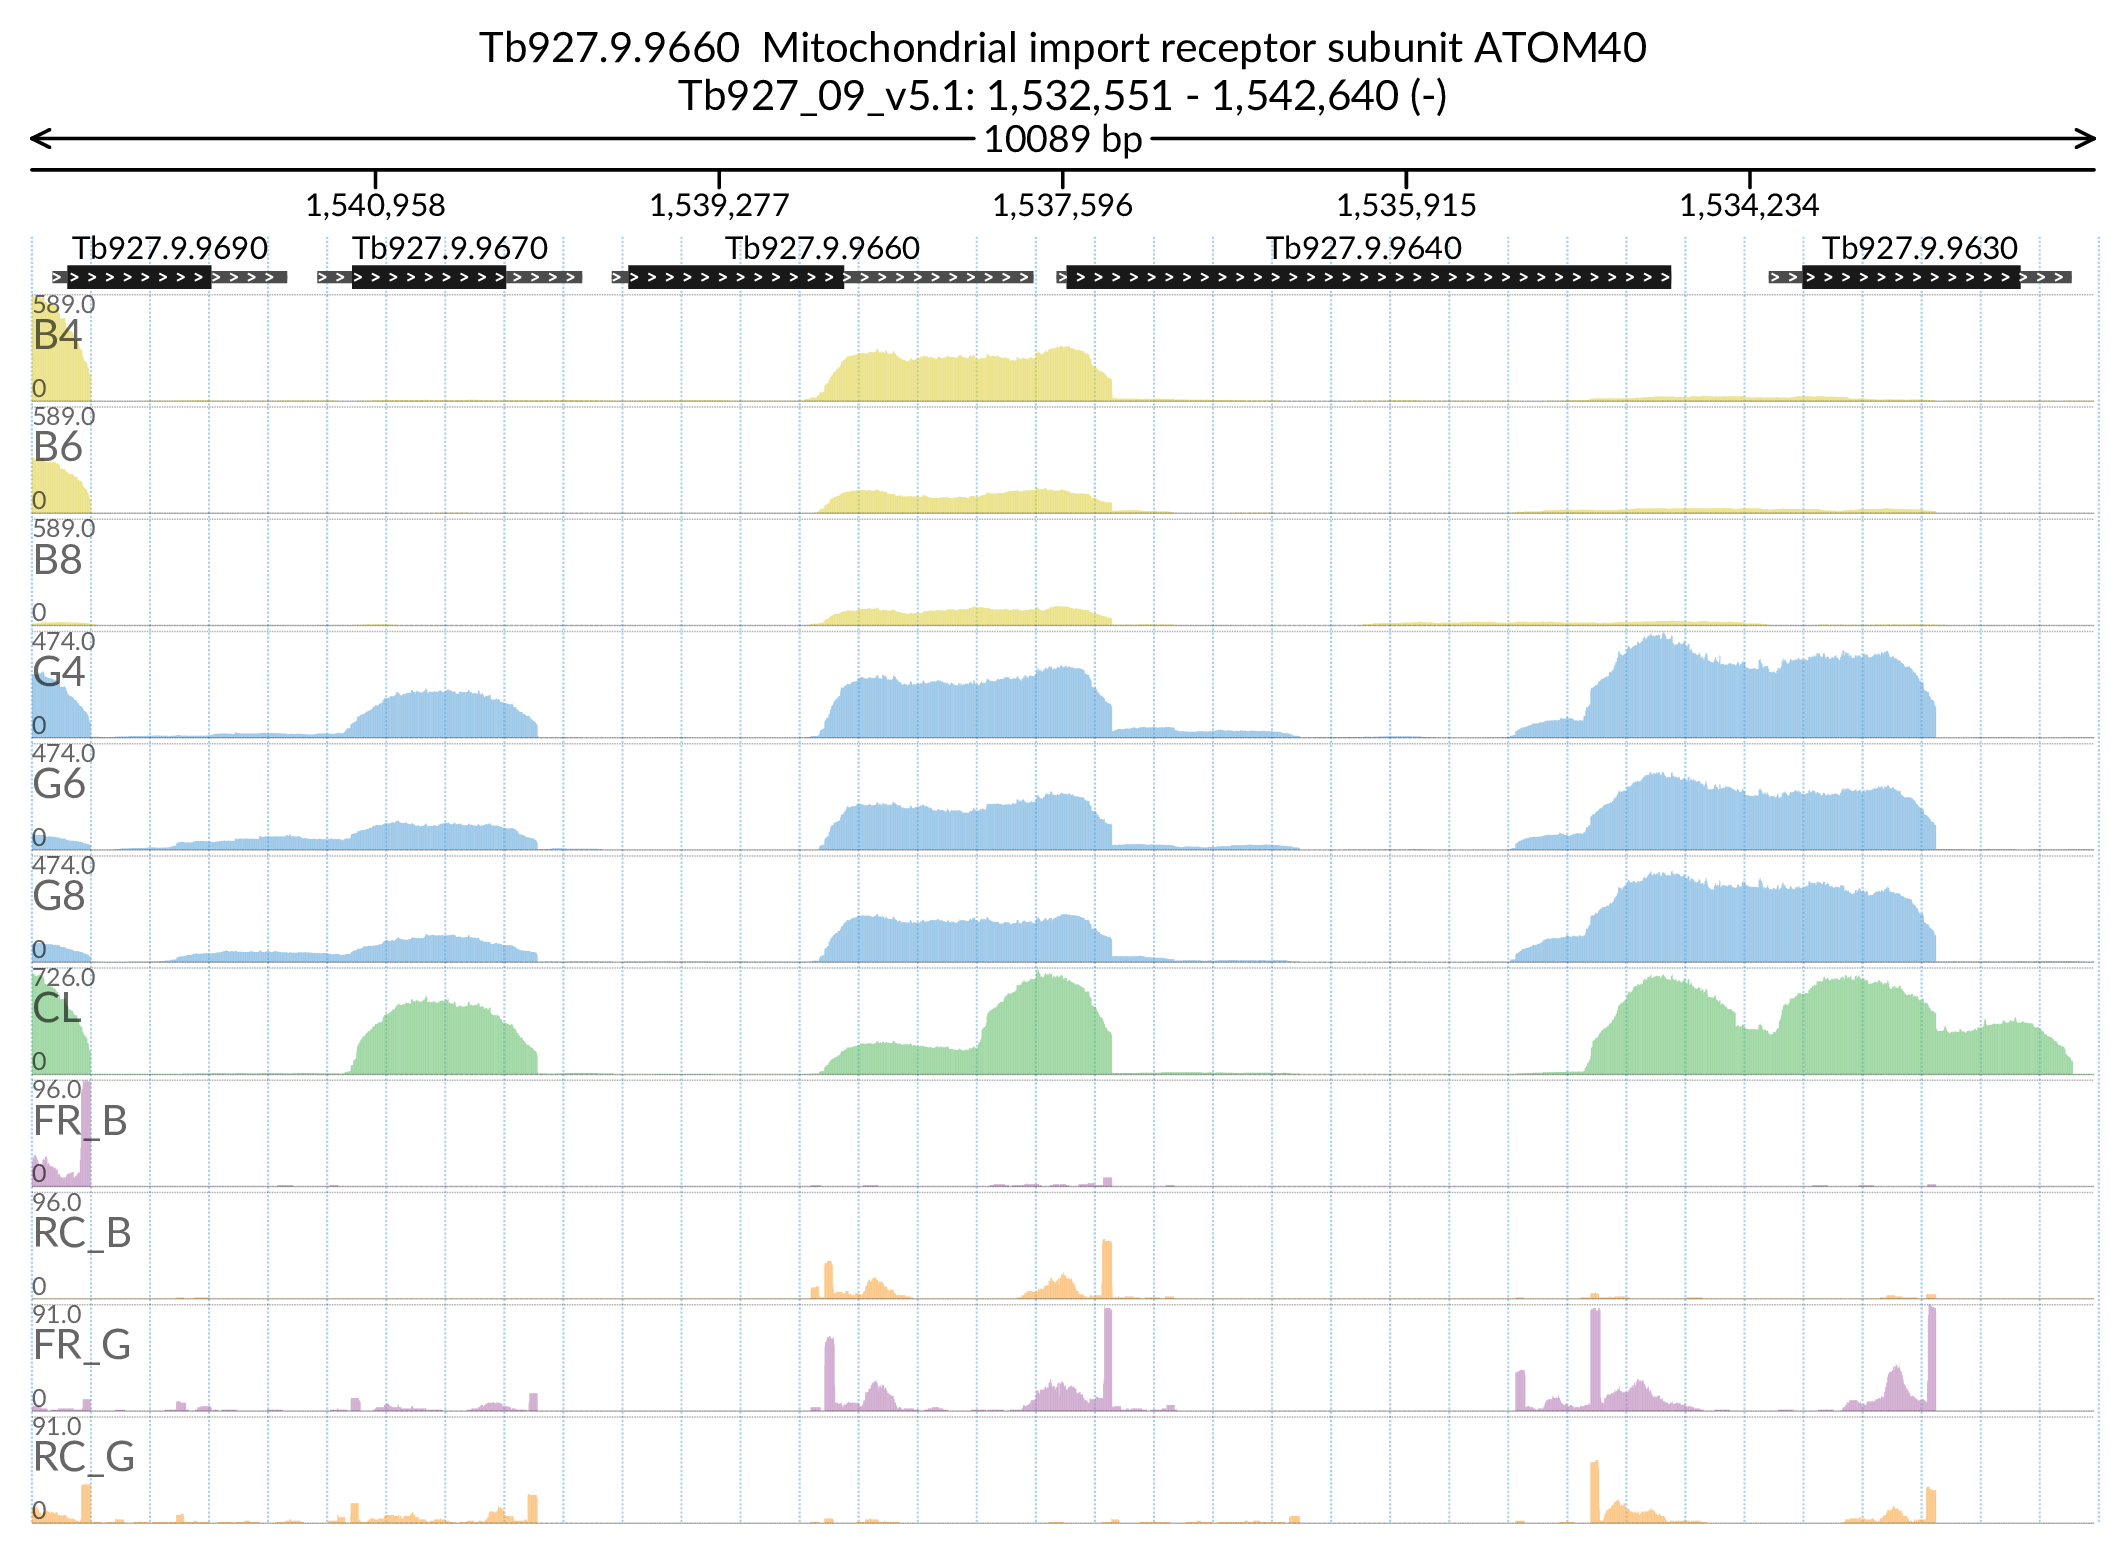 Tb927.9.9660  Mitochondrial import receptor subunit ATOM40
Tb927_09_v5.1: 1,532,551 - 1,542,640 (-)
10089 bp
1,540,958 1,539,277 1,537,596 1,535,915 1,534,234
Tb927.9.9690 Tb927.9.9670 Tb927.9.9660 Tb927.9.9640 Tb927.9.9630
589.0
B4
0
589.0
B6
0
589.0
B8
0
474.0
G4
0
474.0
G6
0
474.0
G8
0
726.0
CL
0
96.0
FR_B
0
96.0
RC_B
0
91.0
FR_G
0
91.0
RC_G
0